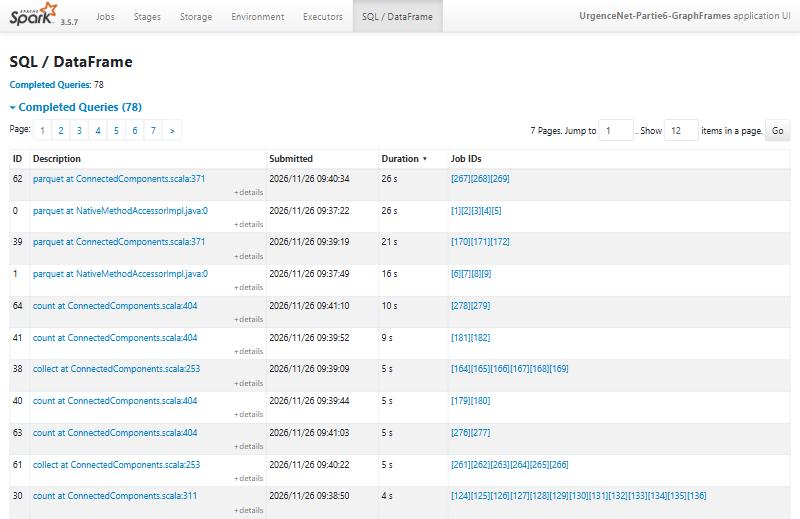 APACHE
Spark 3.5.7
Jobs
Stages
Storage
Environment
Executors
SQL / DataFrame
UrgenceNet-Partie6-GraphFrames application UI
SQL / DataFrame
Completed Queries: 78
Completed Queries (78)
Page: 1 2 3 4 5 6 7 >
7 Pages. Jump to 1 . Show 12 items in a page. Go
ID Description Submitted Duration Job IDs
62 parquet at ConnectedComponents.scala:371 2026/11/26 09:40:34 26 s [267][268][269]
+details
0 parquet at NativeMethodAccessorImpl.java:0 2026/11/26 09:37:22 26 s [1][2][3][4][5]
+details
39 parquet at ConnectedComponents.scala:371 2026/11/26 09:39:19 21 s [170][171][172]
+details
1 parquet at NativeMethodAccessorImpl.java:0 2026/11/26 09:37:49 16 s [6][7][8][9]
+details
64 count at ConnectedComponents.scala:404 2026/11/26 09:41:10 10 s [278][279]
+details
41 count at ConnectedComponents.scala:404 2026/11/26 09:39:52 9 s [181][182]
+details
38 collect at ConnectedComponents.scala:253 2026/11/26 09:39:09 5 s [164][165][166][167][168][169]
+details
40 count at ConnectedComponents.scala:404 2026/11/26 09:39:44 5 s [179][180]
+details
63 count at ConnectedComponents.scala:404 2026/11/26 09:41:03 5 s [276][277]
+details
61 collect at ConnectedComponents.scala:253 2026/11/26 09:40:22 5 s [261][262][263][264][265][266]
+details
30 count at ConnectedComponents.scala:311 2026/11/26 09:38:50 4 s [124][125][126][127][128][129][130][131][132][133][134][135][136]
+details